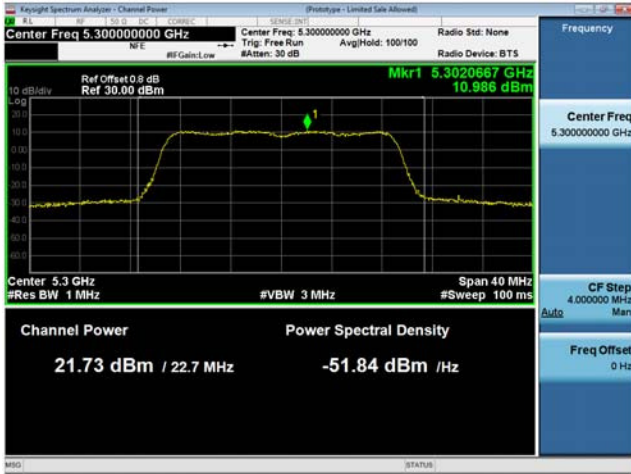 Keysight Spectrum Analyzer - Channel Power (Prototype - Limited Sale Allowed)
RL RF 50 Ω DC CORREC SENSE:INT
Center Freq 5.300000000 GHz
NFE
#IFGain:Low
Center Freq: 5.300000000 GHz
Trig: Free Run Avg|Hold: 100/100
#Atten: 30 dB
Radio Std: None
Radio Device: BTS
Ref Offset 0.8 dB
10 dB/div Ref 30.00 dBm
Log
Mkr1 5.3020667 GHz
10.986 dBm
20.0
10.0
1
0.00
-10.0
-20.0
-30.0
-40.0
-50.0
-60.0
Center 5.3 GHz Span 40 MHz
#Res BW 1 MHz #VBW 3 MHz #Sweep 100 ms
Channel Power Power Spectral Density
21.73 dBm / 22.7 MHz -51.84 dBm /Hz
MSG STATUS
Frequency
Center Freq
5.300000000 GHz
CF Step
4.000000 MHz
Auto Man
Freq Offset
0 Hz